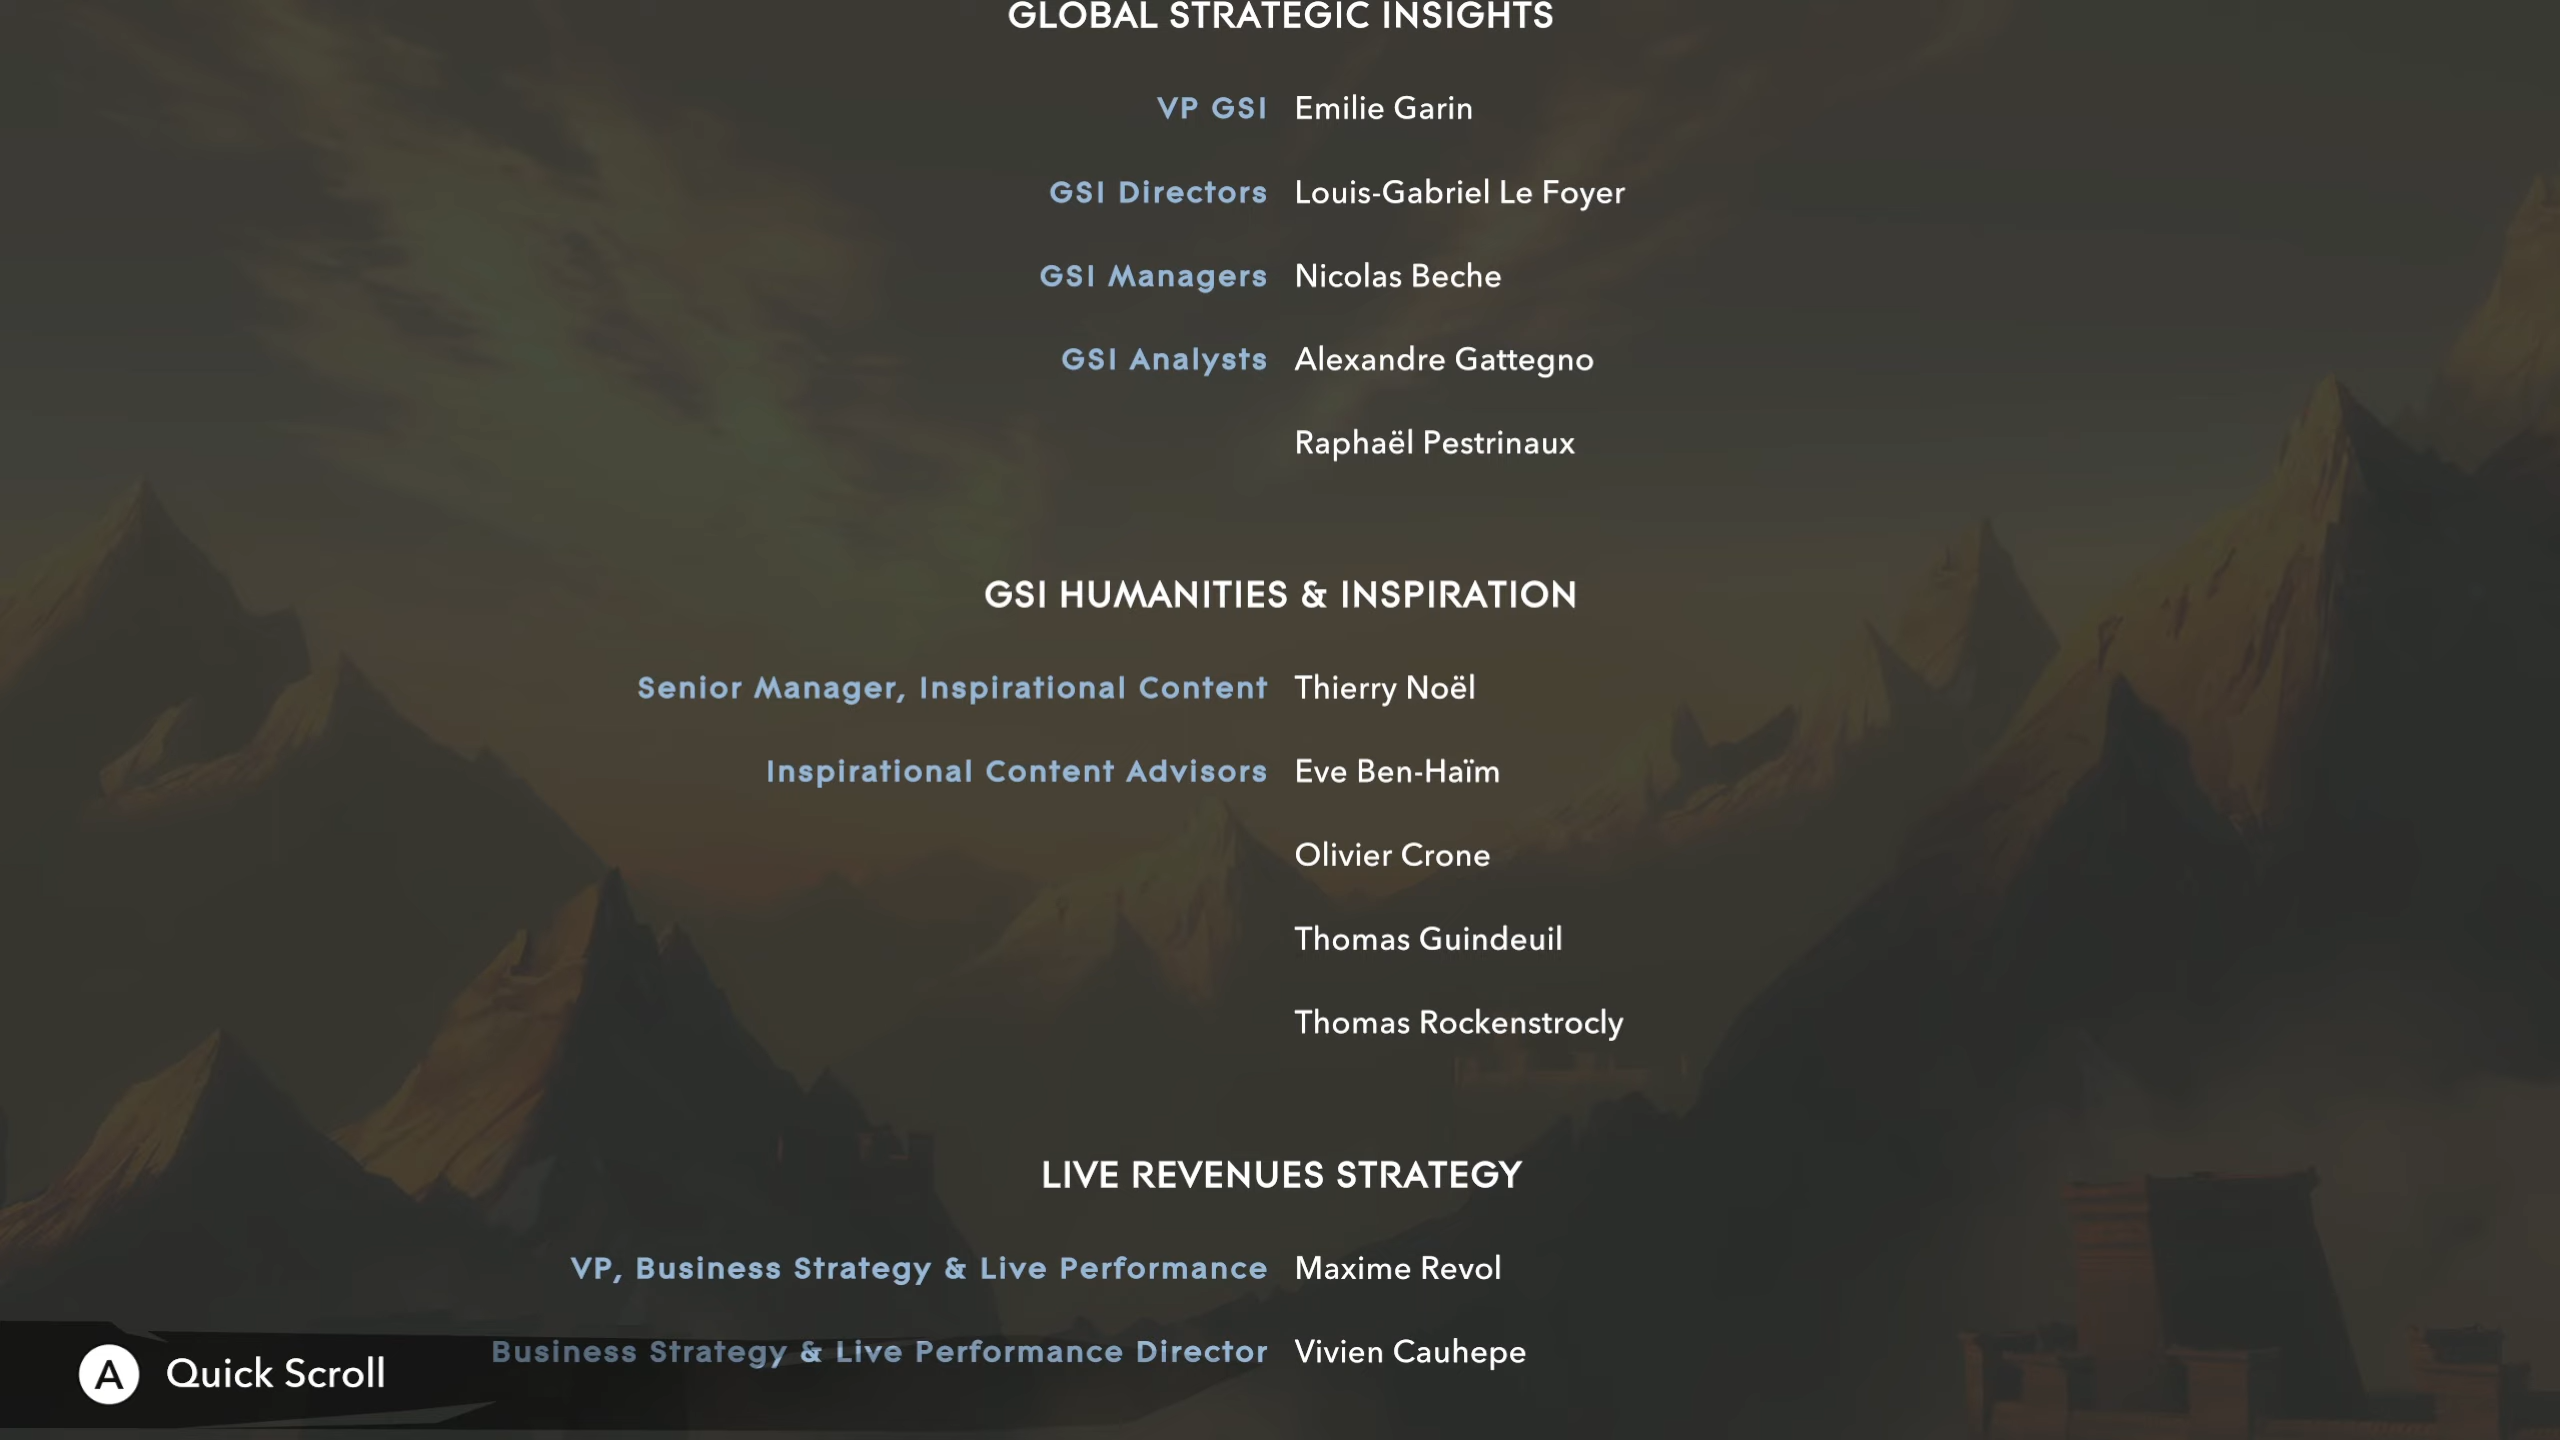 GLOBAL STRATEGIC INSIGHTS
VP GSI Emilie Garin
GSI Directors Louis-Gabriel Le Foyer
GSI Managers Nicolas Beche
GSI Analysts Alexandre Gattegno
Raphaël Pestrinaux
GSI HUMANITIES & INSPIRATION
Senior Manager, Inspirational Content Thierry Noël
Inspirational Content Advisors Eve Ben-Haïm
Olivier Crone
Thomas Guindeuil
Thomas Rockenstrocly
LIVE REVENUES STRATEGY
VP, Business Strategy & Live Performance Maxime Revol
Business Strategy & Live Performance Director Vivien Cauhepe
A Quick Scroll